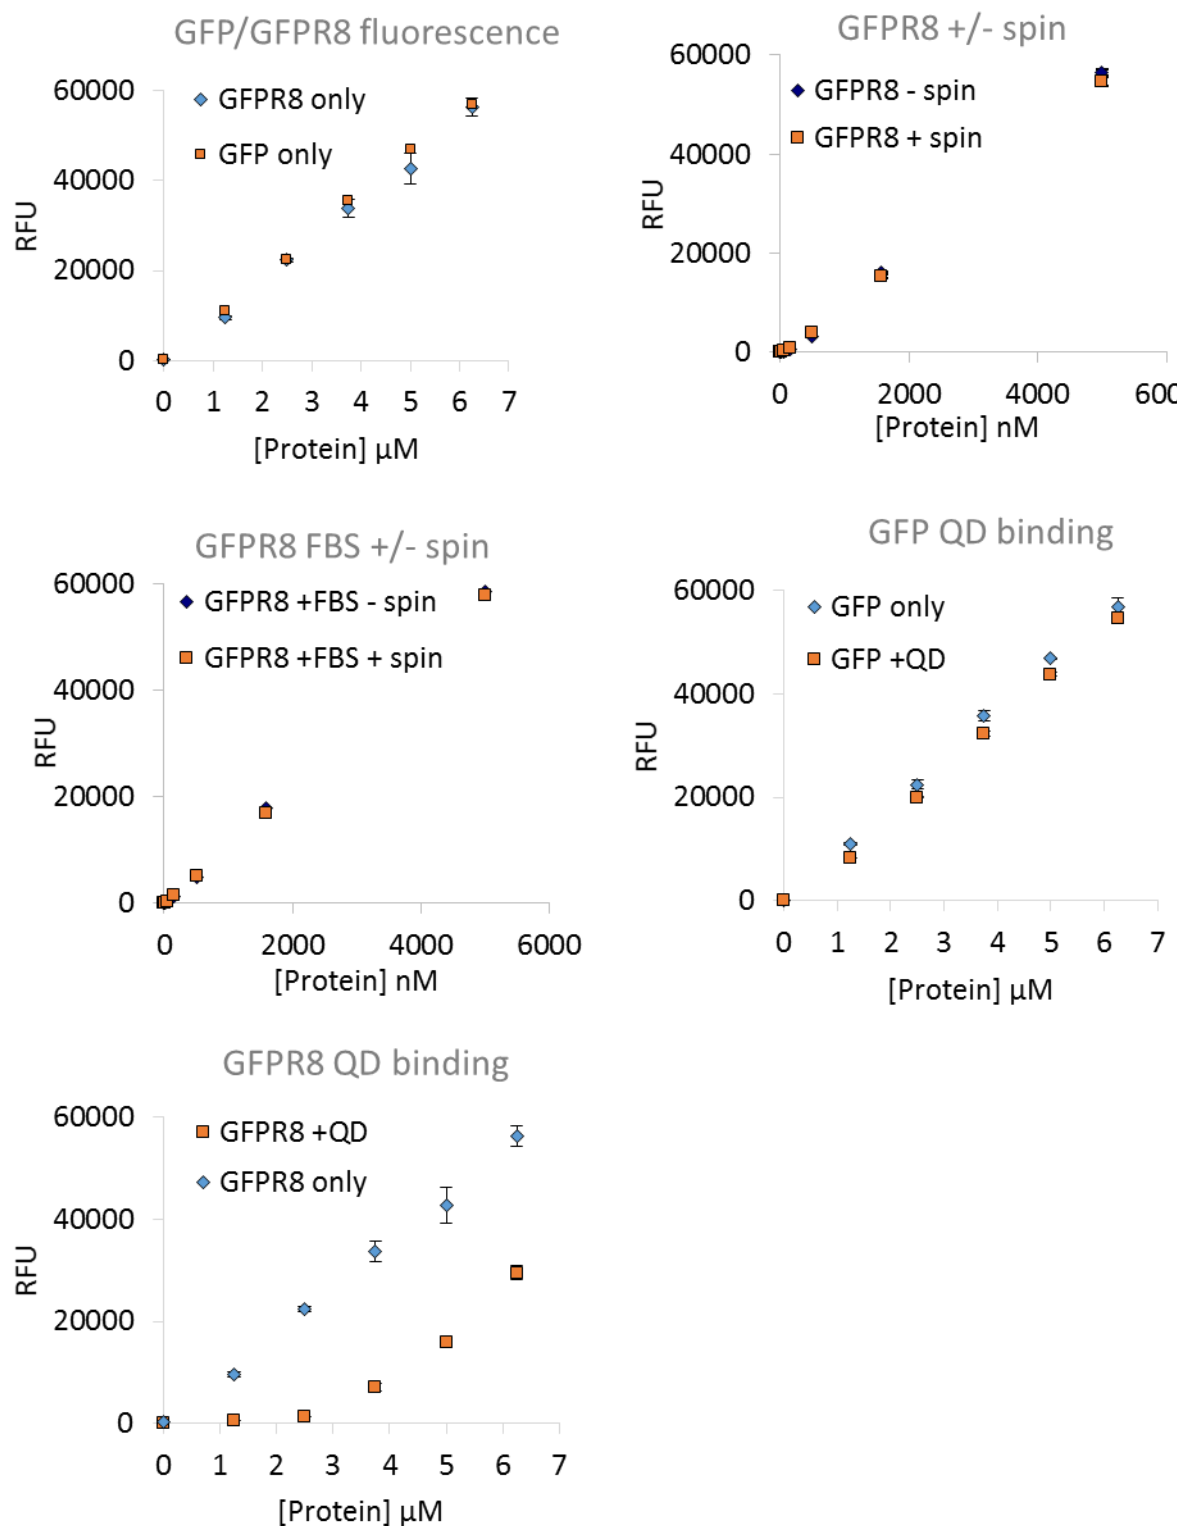 GFP/GFPR8 fluorescence
60000
40000
20000
0
RFU
GFPR8 only
GFP only
0 1 2 3 4 5 6 7
[Protein] µM
GFPR8 +/- spin
60000
40000
20000
0
RFU
GFPR8 - spin
GFPR8 + spin
0 2000 4000 600
[Protein] nM
GFPR8 FBS +/- spin
60000
40000
20000
0
RFU
GFPR8 +FBS - spin
GFPR8 +FBS + spin
0 2000 4000 6000
[Protein] nM
GFP QD binding
60000
40000
20000
0
RFU
GFP only
GFP +QD
0 1 2 3 4 5 6 7
[Protein] µM
GFPR8 QD binding
60000
40000
20000
0
RFU
GFPR8 +QD
GFPR8 only
0 1 2 3 4 5 6 7
[Protein] µM